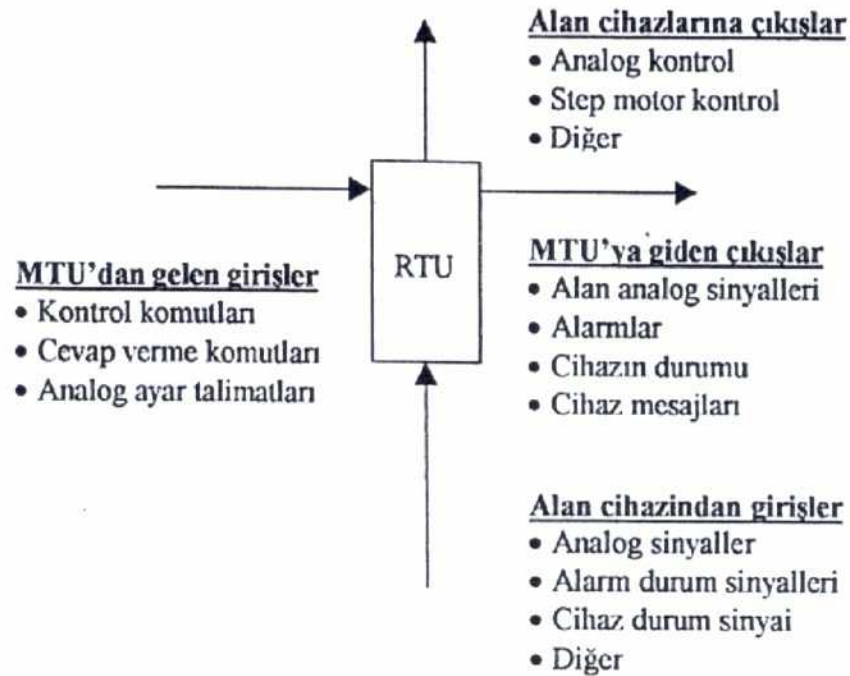 Alan cihazlarına çıkışlar
• Analog kontrol
• Step motor kontrol
• Diğer
RTU
MTU'dan gelen girişler
• Kontrol komutları
• Cevap verme komutları
• Analog ayar talimatları
MTU'ya giden çıkışlar
• Alan analog sinyalleri
• Alarmlar
• Cihazın durumu
• Cihaz mesajları
Alan cihazindan girişler
• Analog sinyaller
• Alarm durum sinyalleri
• Cihaz durum sinyai
• Diğer